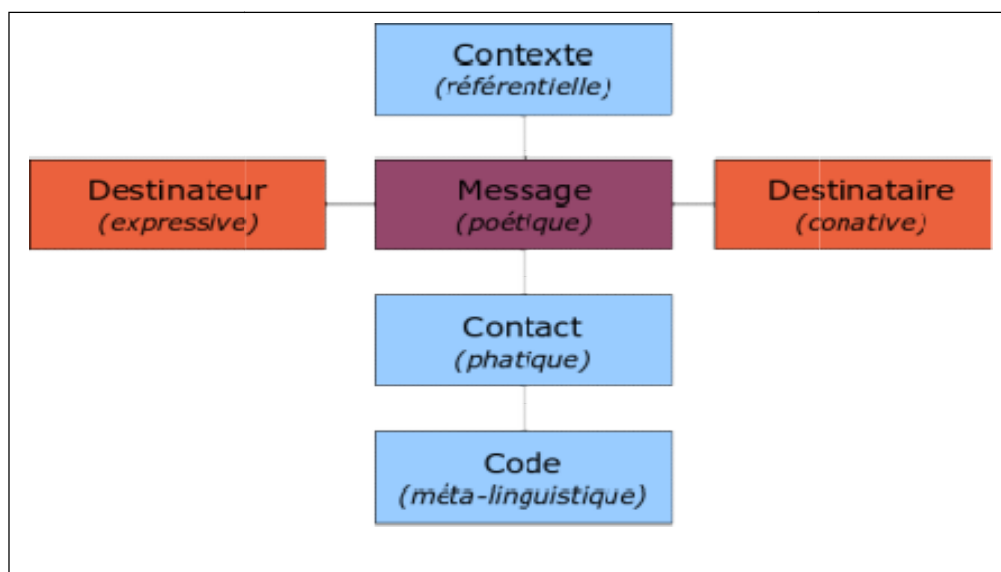 Contexte
(référentielle)
Destinateur
(expressive)
Message
(poétique)
Destinataire
(conative)
Contact
(phatique)
Code
(méta-linguistique)